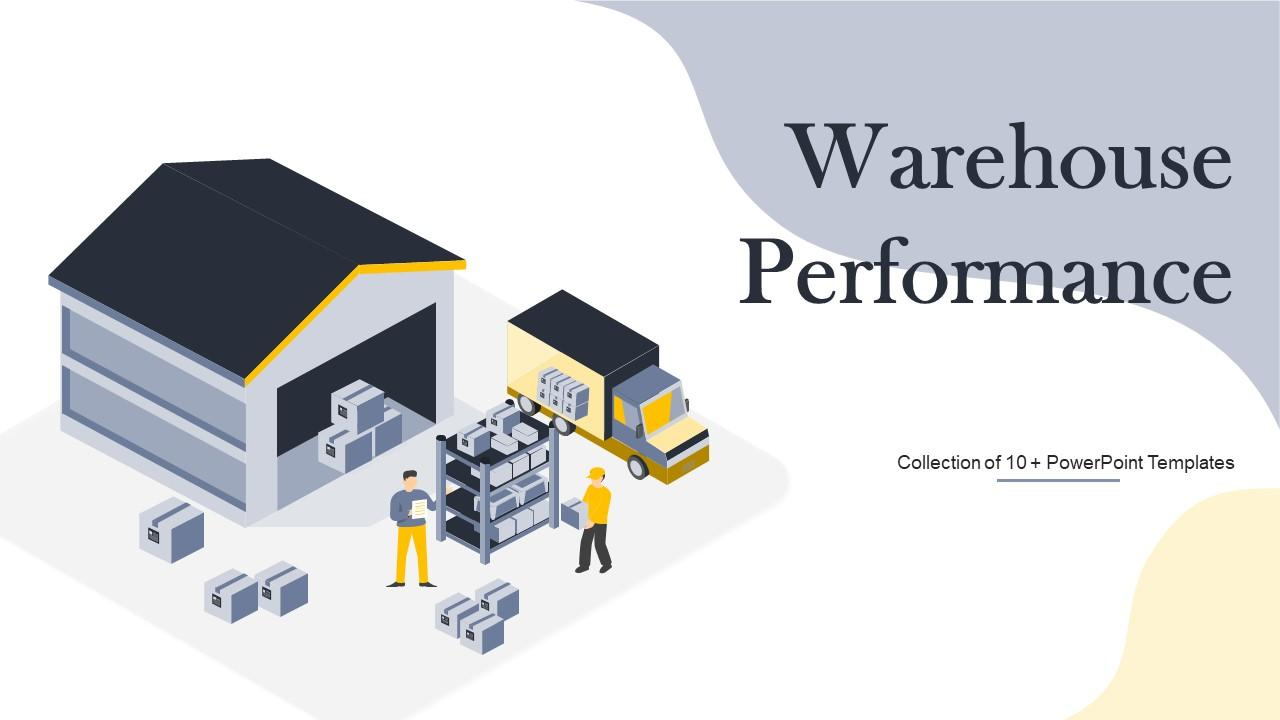 Warehouse
Performance
Collection of 10 + PowerPoint Templates